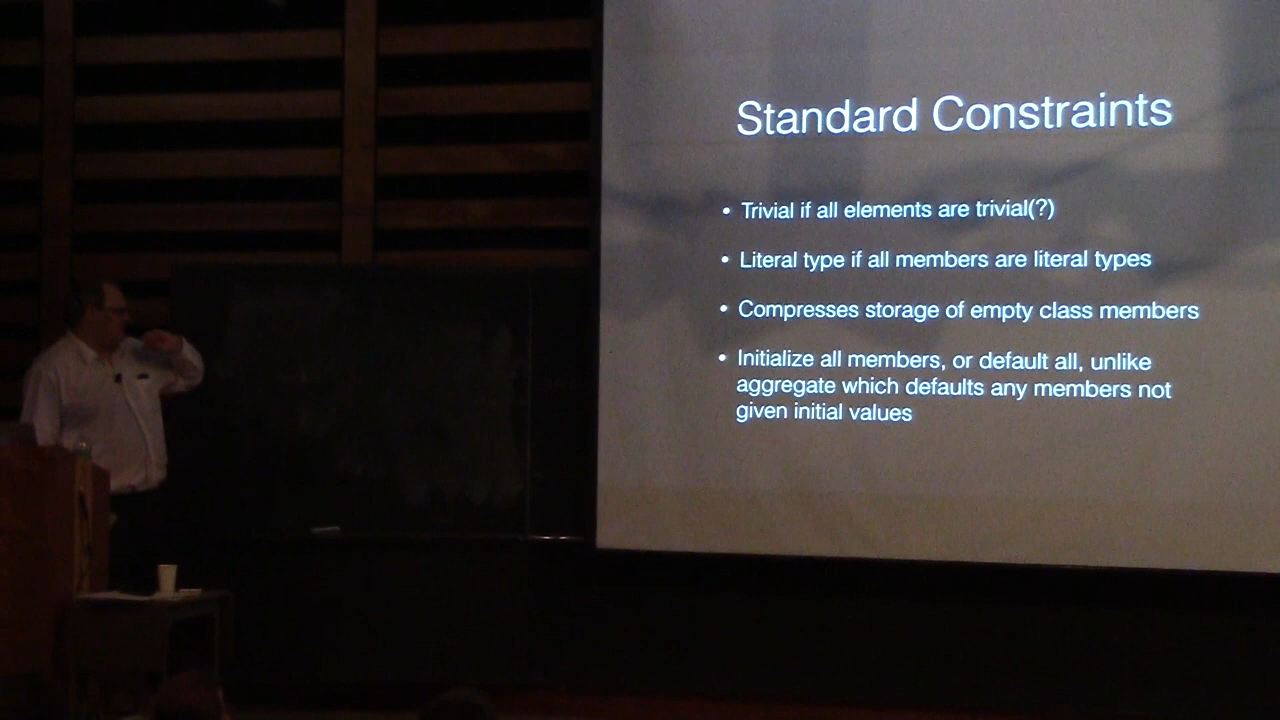 Standard Constraints
• Trivial if all elements are trivial(?)
• Literal type if all members are literal types
• Compresses storage of empty class members
• Initialize all members, or default all, unlike
aggregate which defaults any members not
given initial values